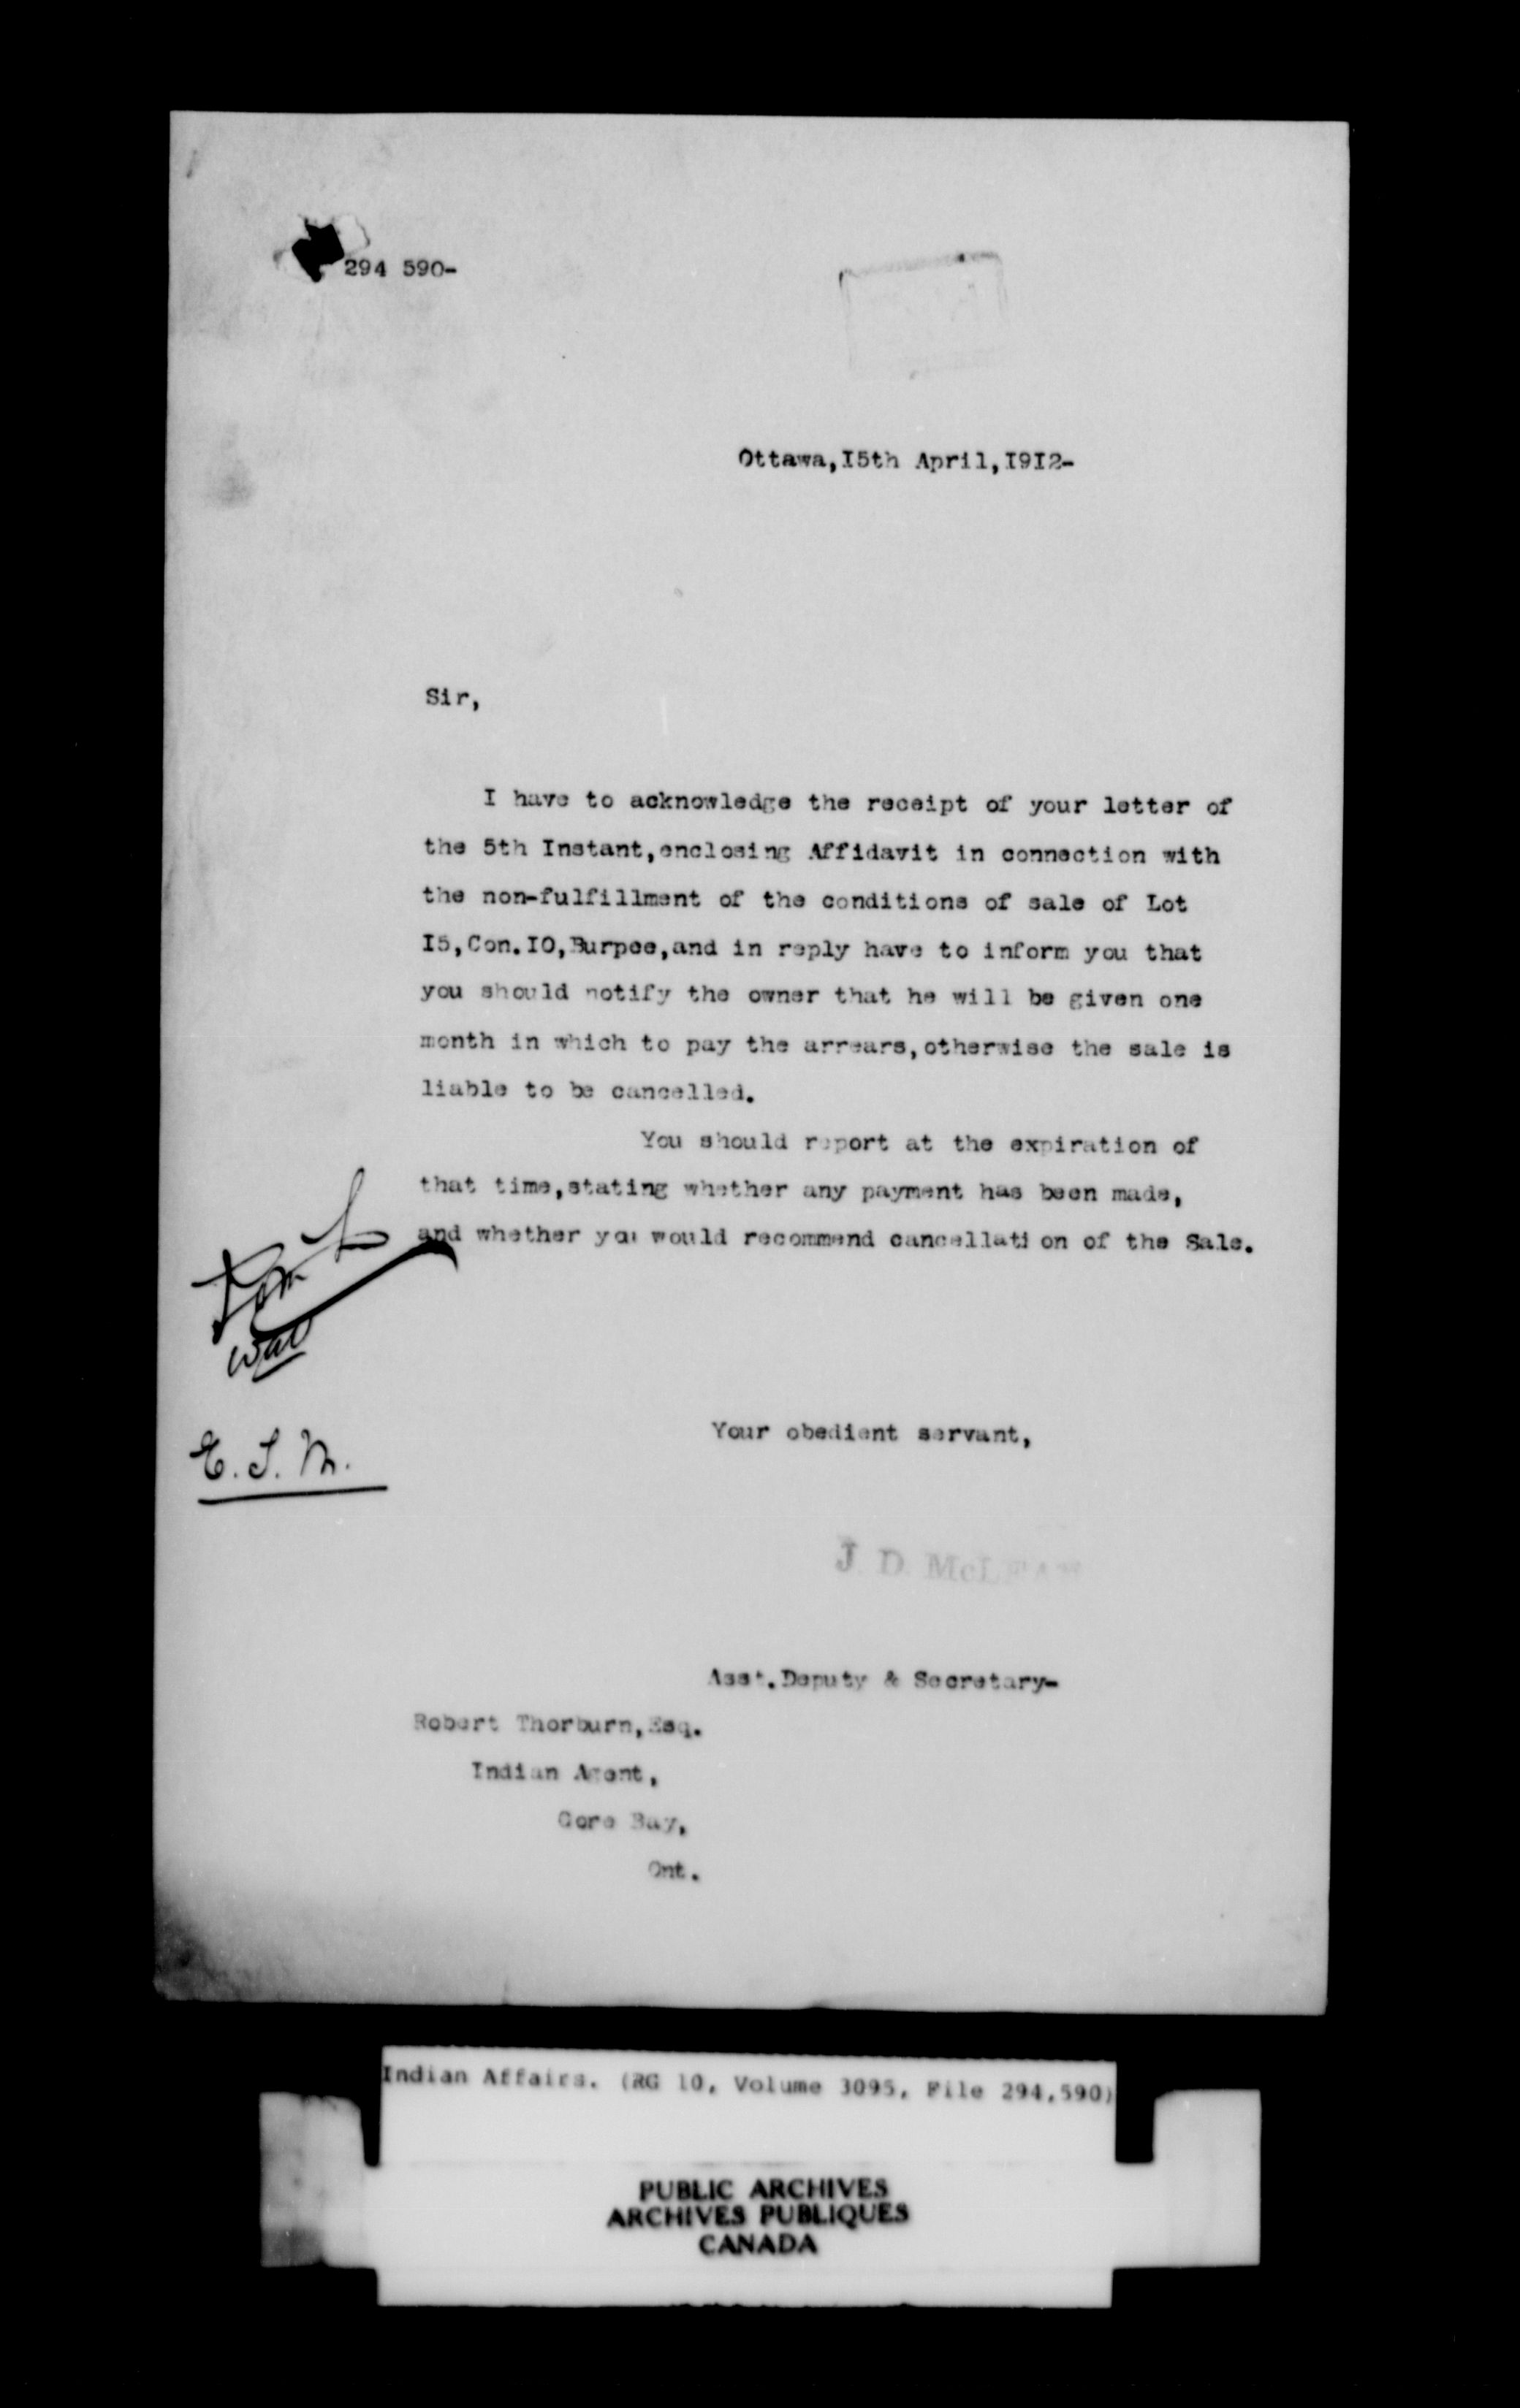 294 590-
Ottawa,I5th April,I9I2-
Sir,
I have to acknowledge the receipt of your letter of
the 5th Instant,enclosing Affidavit in connection with
the non-fulfillment of the conditions of sale of Lot
I5,Con.IO,Burpee,and in reply have to inform you that
you should notify the owner that he will be given one
month in which to pay the arrears,otherwise the sale is
liable to be cancelled.
You should report at the expiration of
that time,stating whether any payment has been made,
and whether you would recommend cancellation of the Sale.
Your obedient servant,
E. S. M.
J. D. McLEAN
Asst.Deputy & Secretary-
Robert Thorburn,Esq.
Indian Agent,
Gore Bay,
Ont.
Indian Affairs. (RG 10, Volume 3095, File 294,590)
PUBLIC ARCHIVES
ARCHIVES PUBLIQUES
CANADA